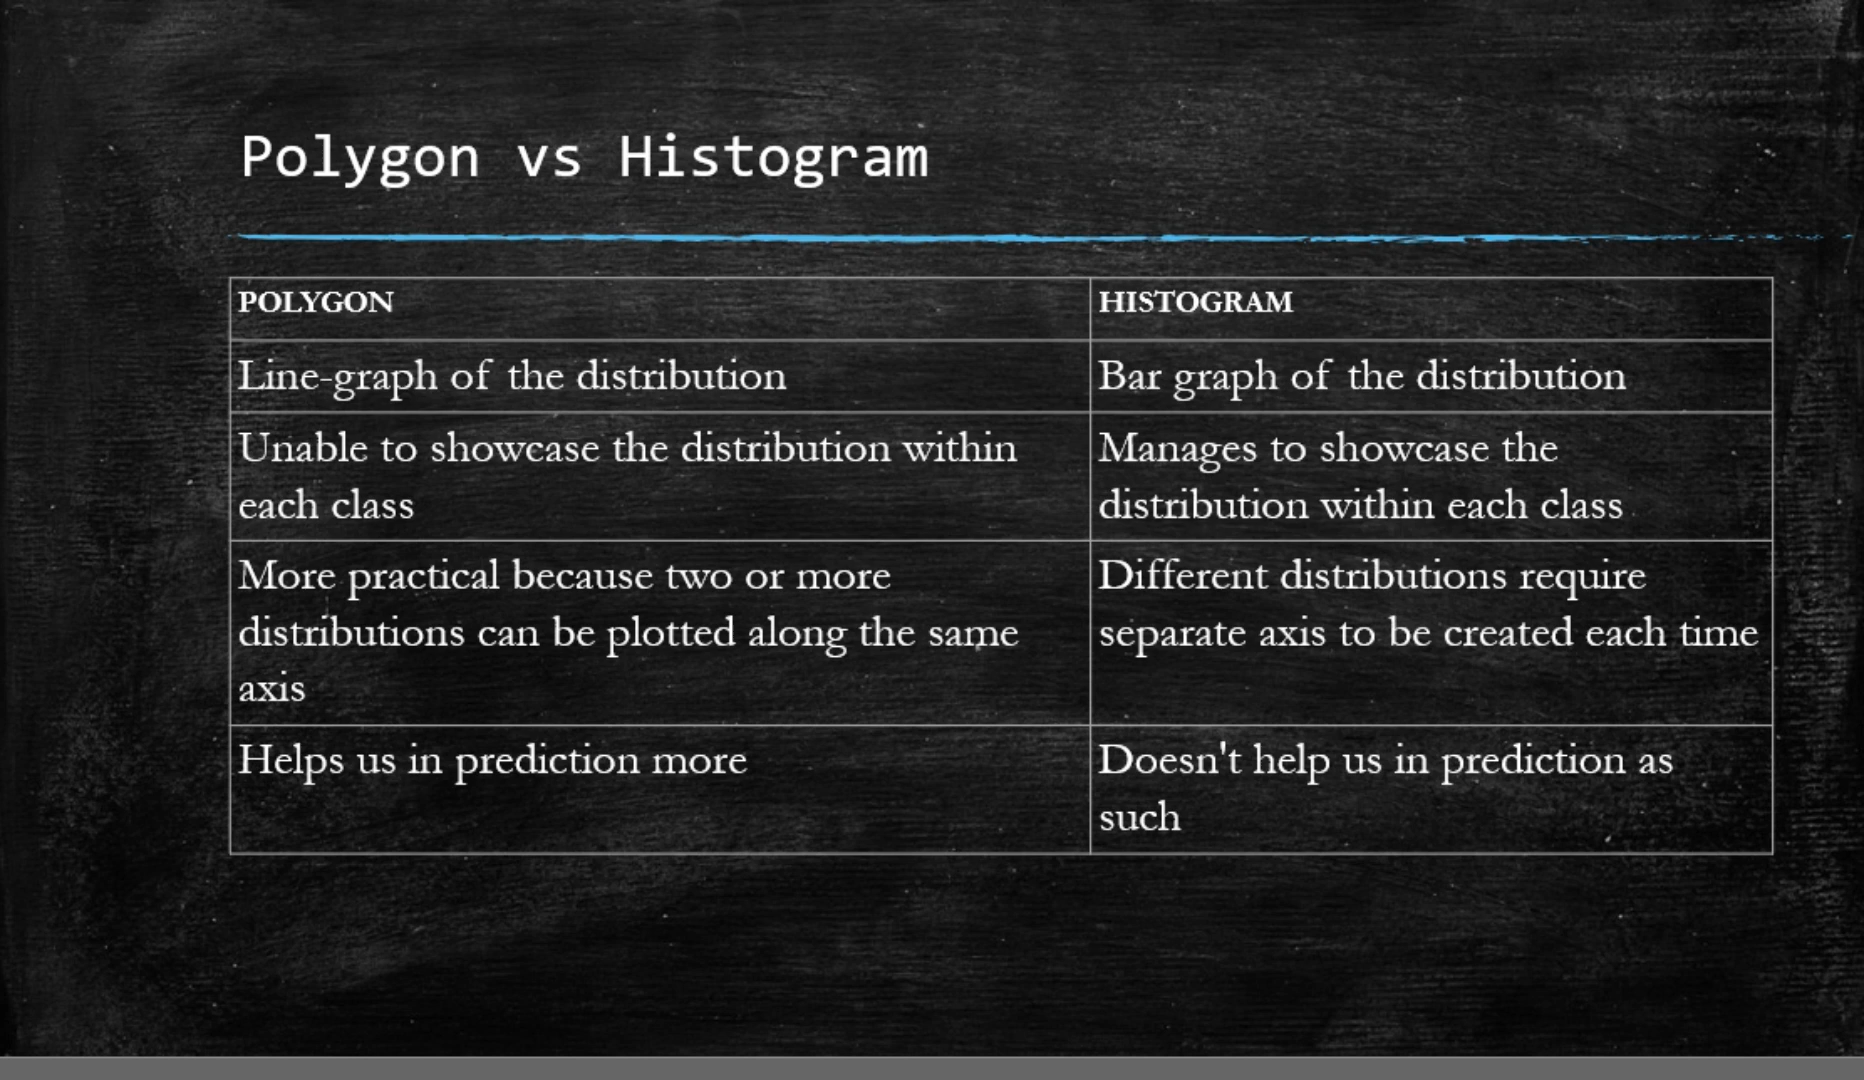 Polygon vs Histogram
POLYGON
HISTOGRAM
Line-graph of the distribution
Bar graph of the distribution
Unable to showcase the distribution within
each class
Manages to showcase the
distribution within each class
More practical because two or more
distributions can be plotted along the same
axis
Different distributions require
separate axis to be created each time
Helps us in prediction more
Doesn't help us in prediction as
such